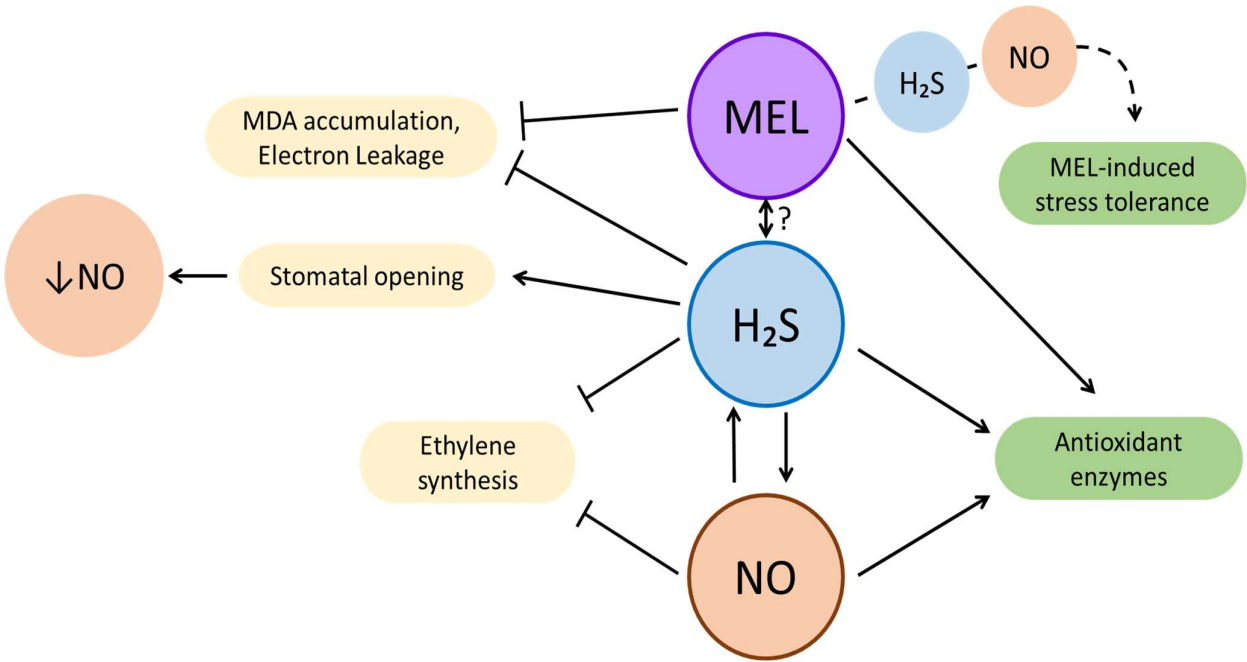 MEL
H₂S
NO
MDA accumulation,
Electron Leakage
MEL-induced
stress tolerance
?
↓NO
Stomatal opening
H₂S
Ethylene
synthesis
Antioxidant
enzymes
NO